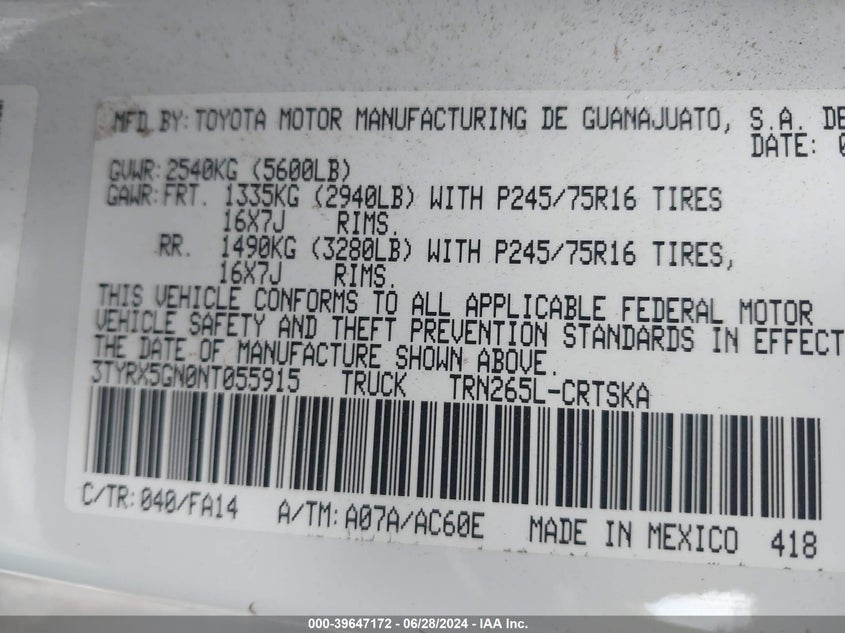 MFD BY: TOYOTA MOTOR MANUFACTURING DE GUANAJUATO, S.A. DE
DATE: 0
GVWR: 2540KG (5600LB)
GAWR: FRT. 1335KG (2940LB) WITH P245/75R16 TIRES
16X7J RIMS.
RR. 1490KG (3280LB) WITH P245/75R16 TIRES,
16X7J RIMS.
THIS VEHICLE CONFORMS TO ALL APPLICABLE FEDERAL MOTOR
VEHICLE SAFETY AND THEFT PREVENTION STANDARDS IN EFFECT
THE DATE OF MANUFACTURE SHOWN ABOVE.
3TYRX5GN0NT055915 TRUCK TRN265L-CRTSKA
C/TR: 040/FA14 A/TM: A07A/AC60E MADE IN MEXICO 418
000-39647172 - 06/28/2024 - IAA Inc.